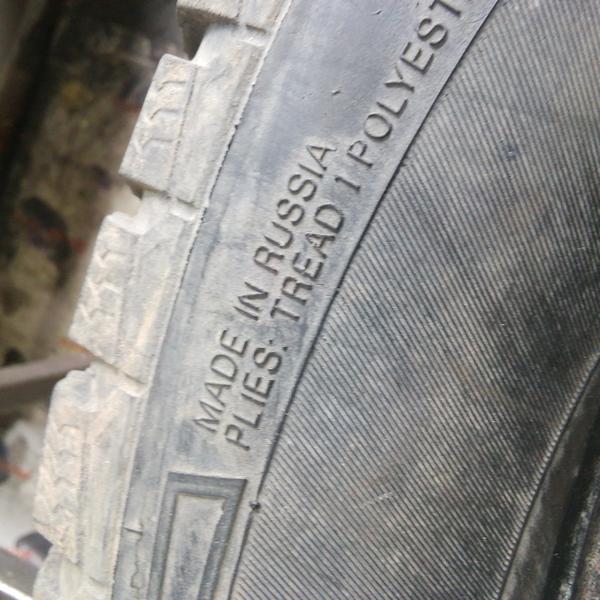 MADE IN RUSSIA
PLIES: TREAD 1 POLYEST